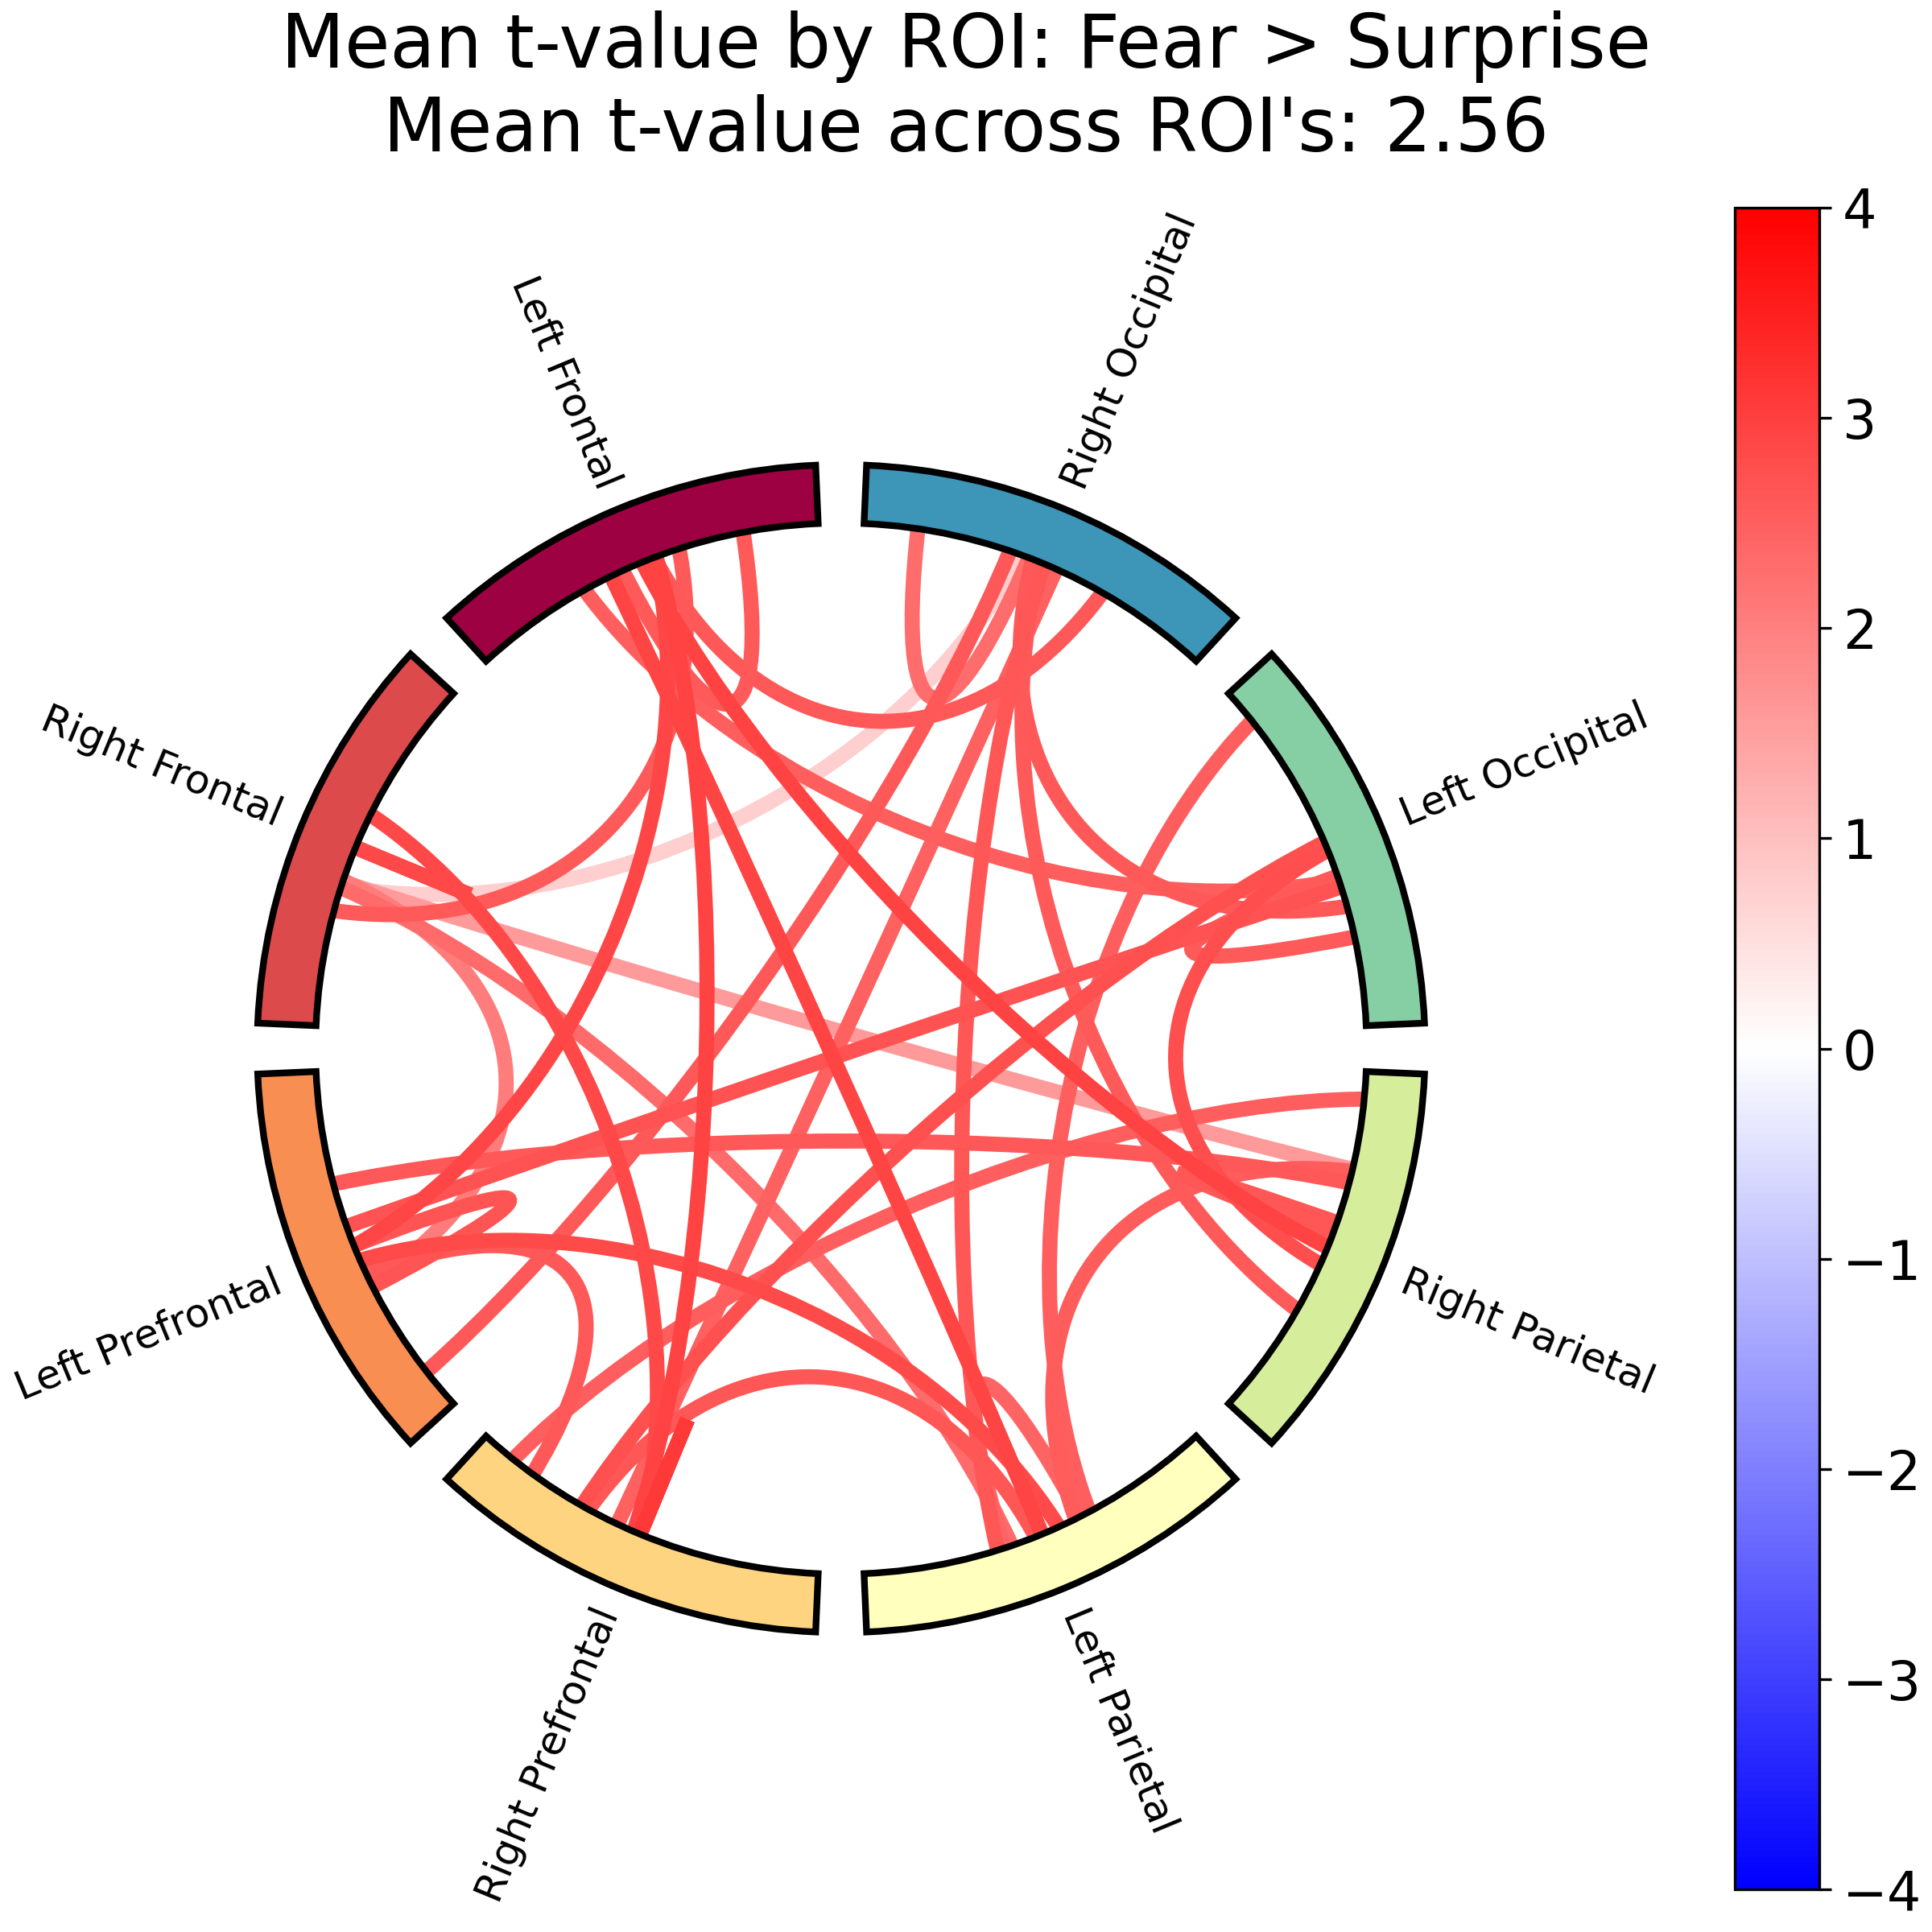 Mean t-value by ROI: Fear > Surprise
Mean t-value across ROI's: 2.56
Left Frontal
Right Occipital
Right Frontal
Left Occipital
Left Prefrontal
Right Parietal
Right Prefrontal
Left Parietal
4
3
2
1
0
−1
−2
−3
−4